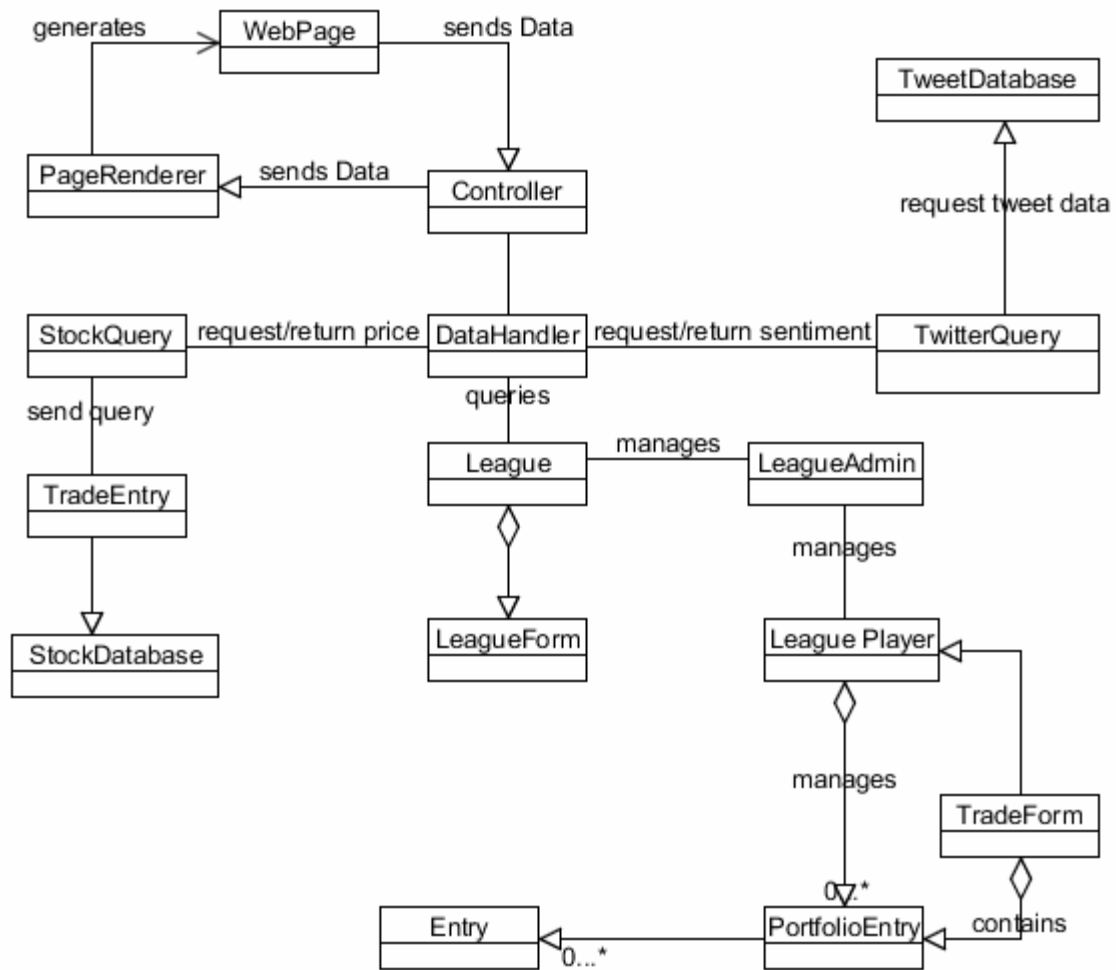 generates
WebPage
sends Data
TweetDatabase
PageRenderer
sends Data
Controller
request tweet data
StockQuery
request/return price
DataHandler
request/return sentiment
TwitterQuery
queries
send query
League
manages
LeagueAdmin
TradeEntry
manages
StockDatabase
LeagueForm
League Player
manages
TradeForm
0...*
Entry
PortfolioEntry
contains
0...*